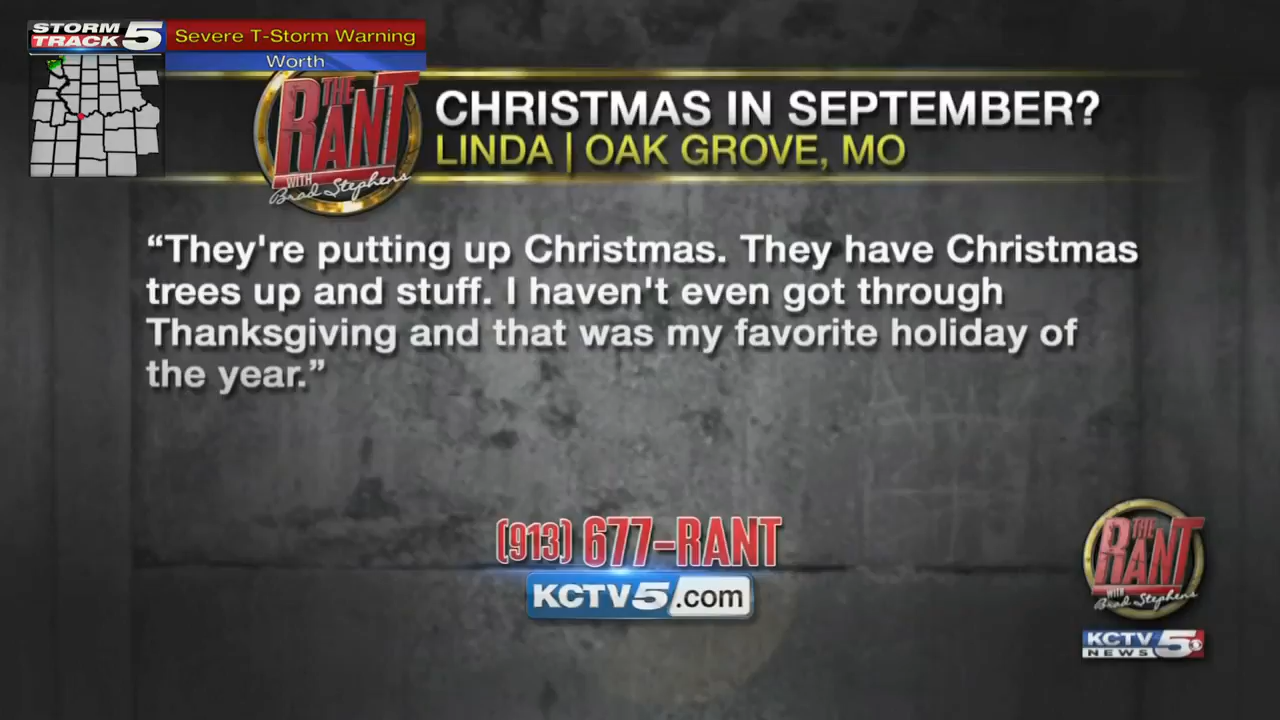 STORM
TRACK 5
Severe T-Storm Warning
Worth
THE
RANT
WITH
Brad Stephens
CHRISTMAS IN SEPTEMBER?
LINDA | OAK GROVE, MO
“They're putting up Christmas. They have Christmas
trees up and stuff. I haven't even got through
Thanksgiving and that was my favorite holiday of
the year.”
(913) 677-RANT
KCTV5.com
THE
RANT
WITH
Brad Stephens
KCTV 5
NEWS